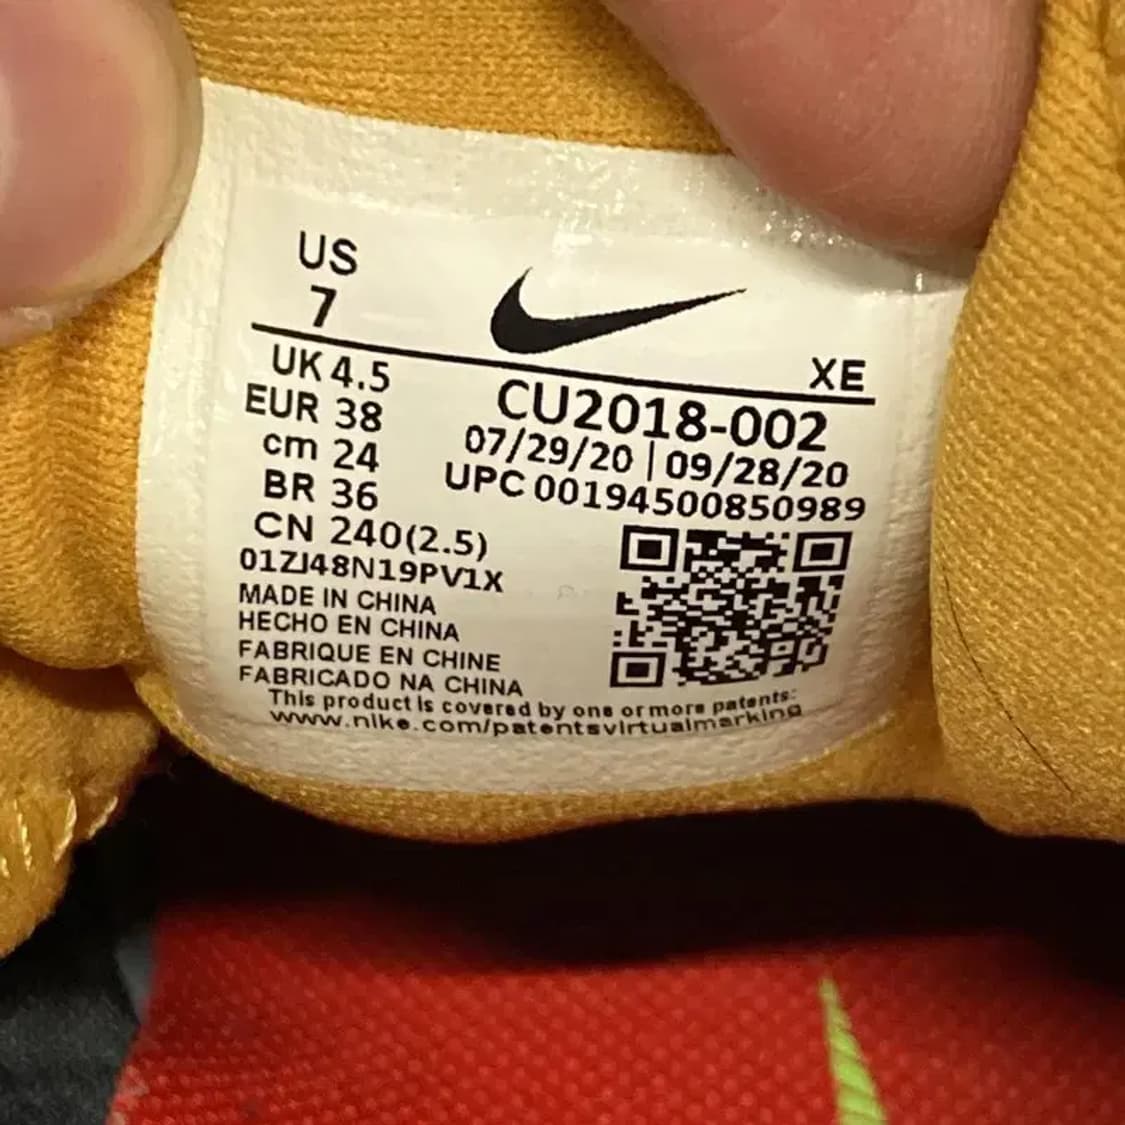 US
7
XE
UK 4.5
EUR 38
cm 24
BR 36
CN 240(2.5)
CU2018-002
07/29/20 | 09/28/20
UPC 00194500850989
01ZJ48N19PV1X
MADE IN CHINA
HECHO EN CHINA
FABRIQUE EN CHINE
FABRICADO NA CHINA
This product is covered by one or more patents:
www.nike.com/patentsvirtualmarking